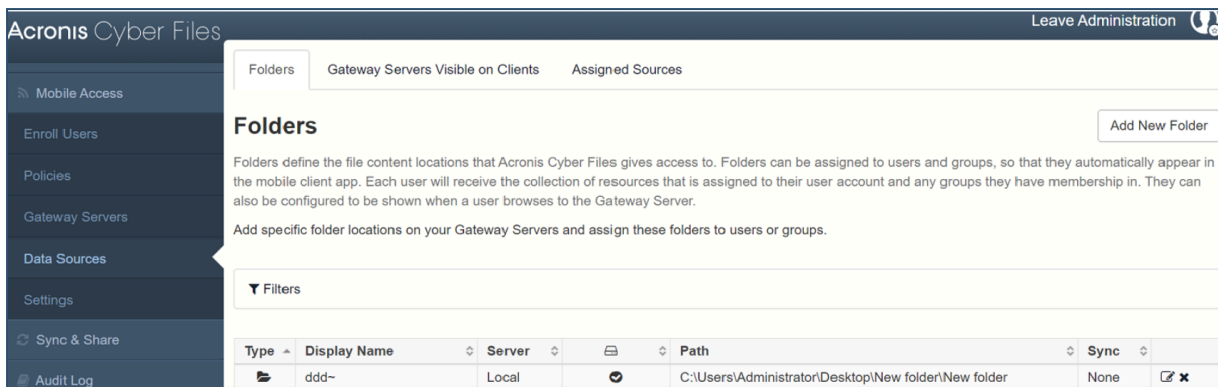 Acronis Cyber Files
Leave Administration
Mobile Access
Enroll Users
Policies
Gateway Servers
Data Sources
Settings
Sync & Share
Audit Log
Folders Gateway Servers Visible on Clients Assigned Sources
Folders
Add New Folder
Folders define the file content locations that Acronis Cyber Files gives access to. Folders can be assigned to users and groups, so that they automatically appear in
the mobile client app. Each user will receive the collection of resources that is assigned to their user account and any groups they have membership in. They can
also be configured to be shown when a user browses to the Gateway Server.
Add specific folder locations on your Gateway Servers and assign these folders to users or groups.
Filters
Type Display Name Server Path Sync
ddd~ Local C:\Users\Administrator\Desktop\New folder\New folder None